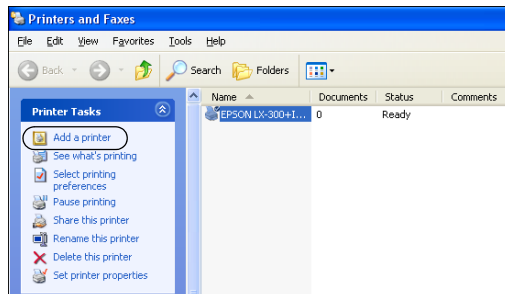 Printers and Faxes
File Edit View Favorites Tools Help
Back Search Folders
Name Documents Status Comments
EPSON LX-300+I... 0 Ready
Printer Tasks
Add a printer
See what's printing
Select printing
preferences
Pause printing
Share this printer
Rename this printer
Delete this printer
Set printer properties